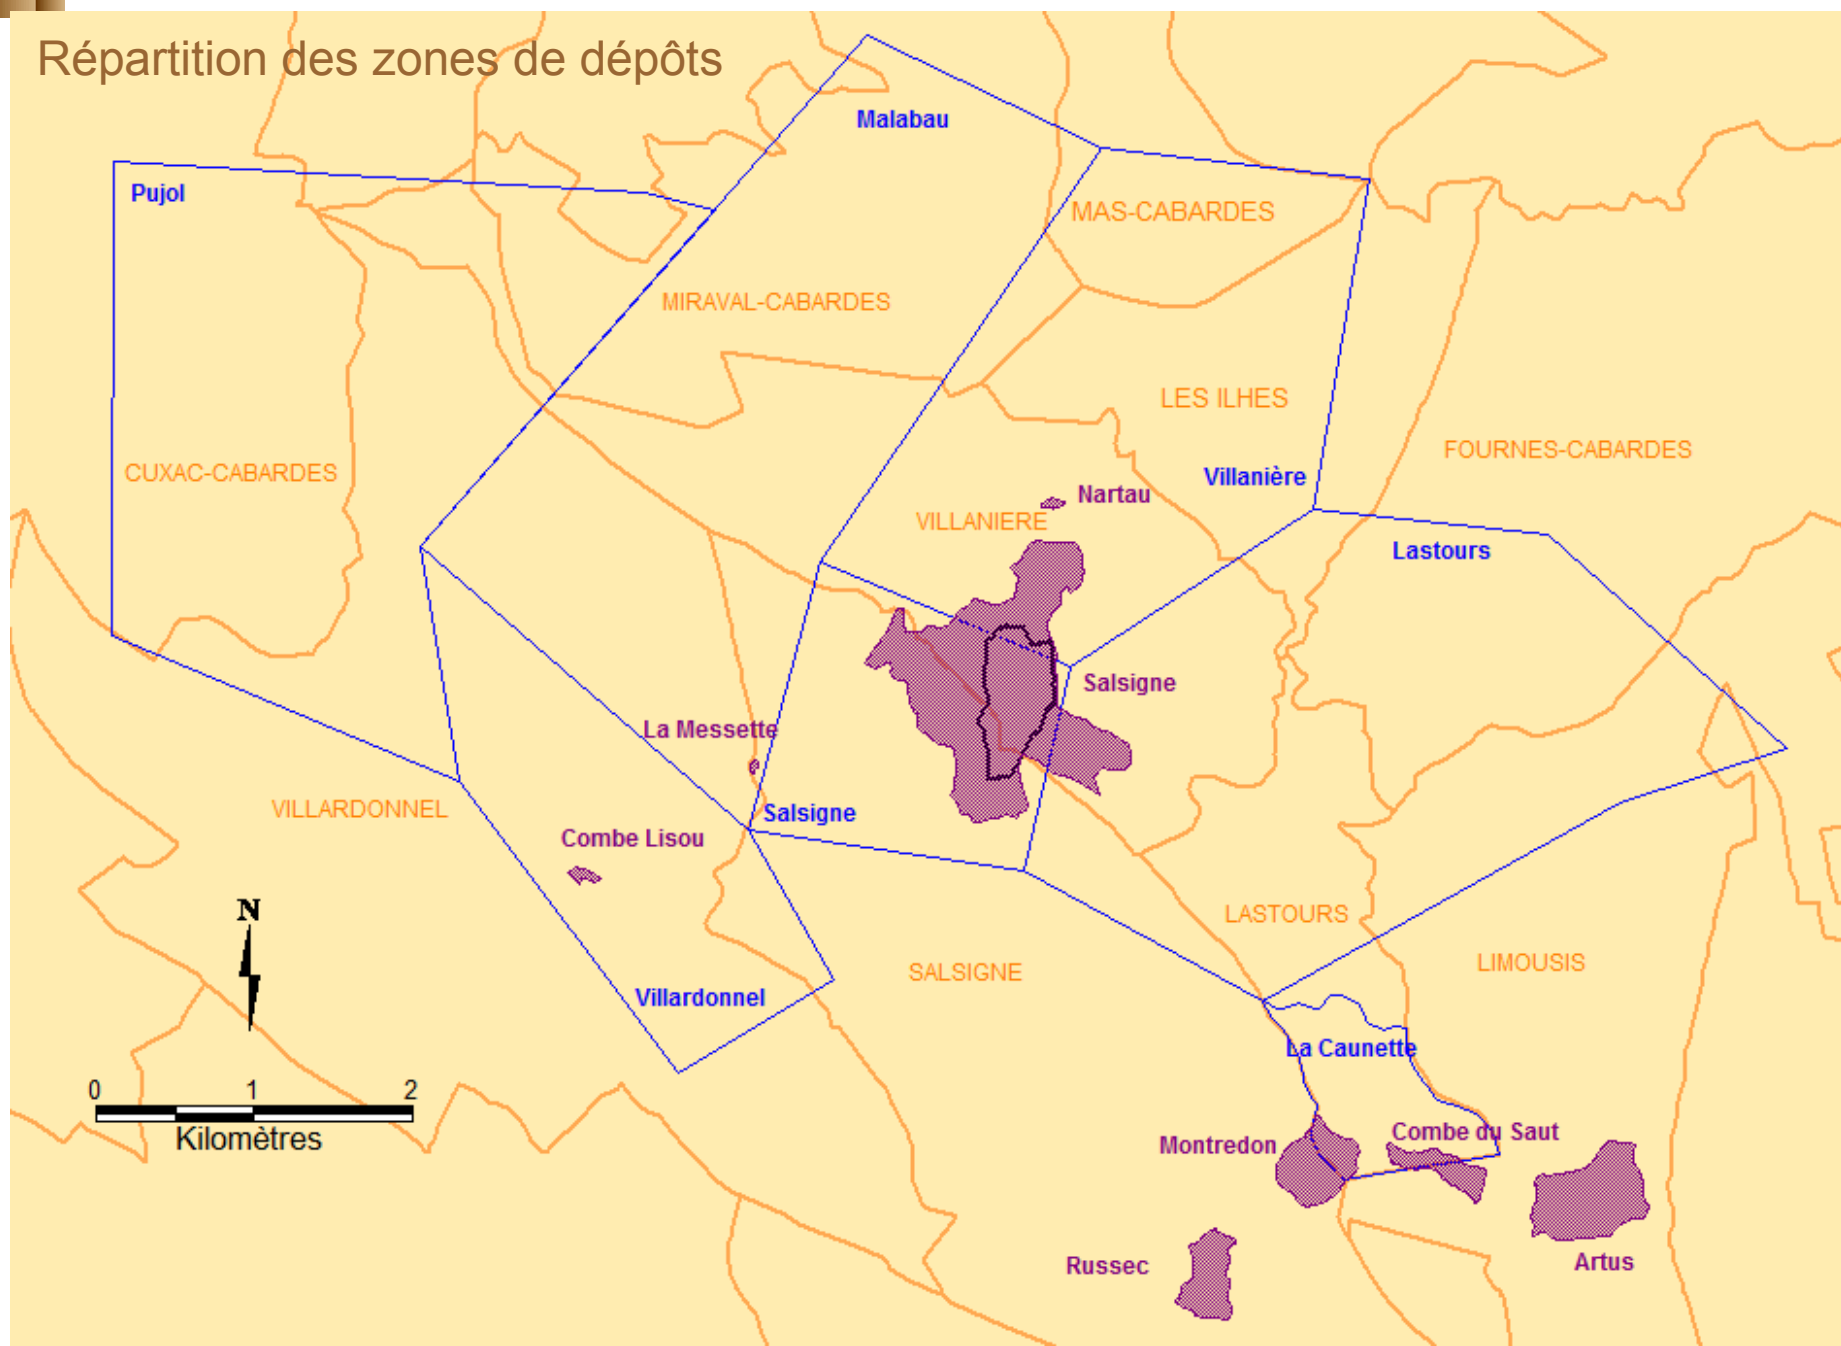 Répartition des zones de dépôts
Malabau
Pujol
MAS-CABARDES
MIRAVAL-CABARDES
LES ILHES
FOURNES-CABARDES
CUXAC-CABARDES
Villanière
Nartau
VILLANIERE
Lastours
Salsigne
La Messette
VILLARDONNEL
Salsigne
Combe Lisou
N
LASTOURS
LIMOUSIS
SALSIGNE
Villardonnel
La Caunette
0 1 2
Kilomètres
Combe du Saut
Montredon
Russec
Artus